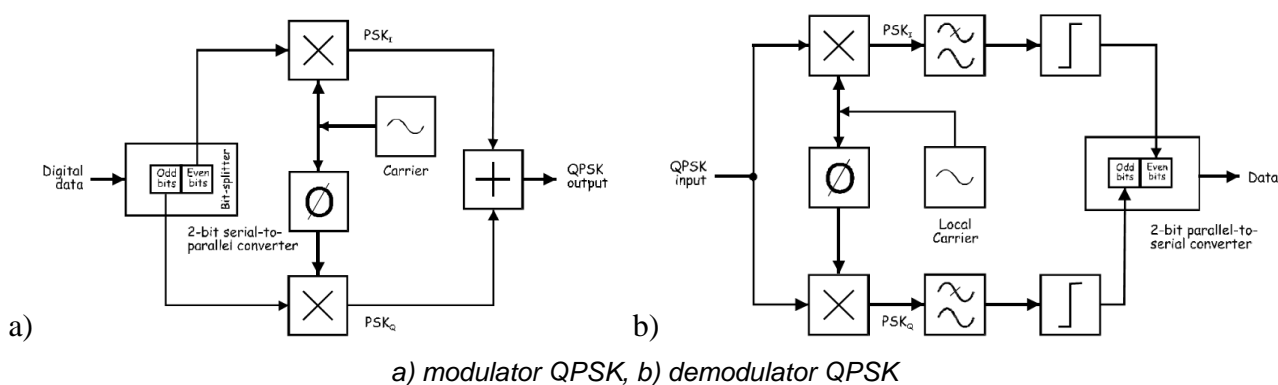 PSK_I
Digital
data
Odd
bits
Even
bits
Bit-splitter
2-bit serial-to-
parallel converter
Carrier
Ø
QPSK
output
PSK_Q
a)
PSK_I
QPSK
input
Ø
Local
Carrier
Odd
bits
Even
bits
Data
2-bit parallel-to-
serial converter
PSK_Q
b)
a) modulator QPSK, b) demodulator QPSK